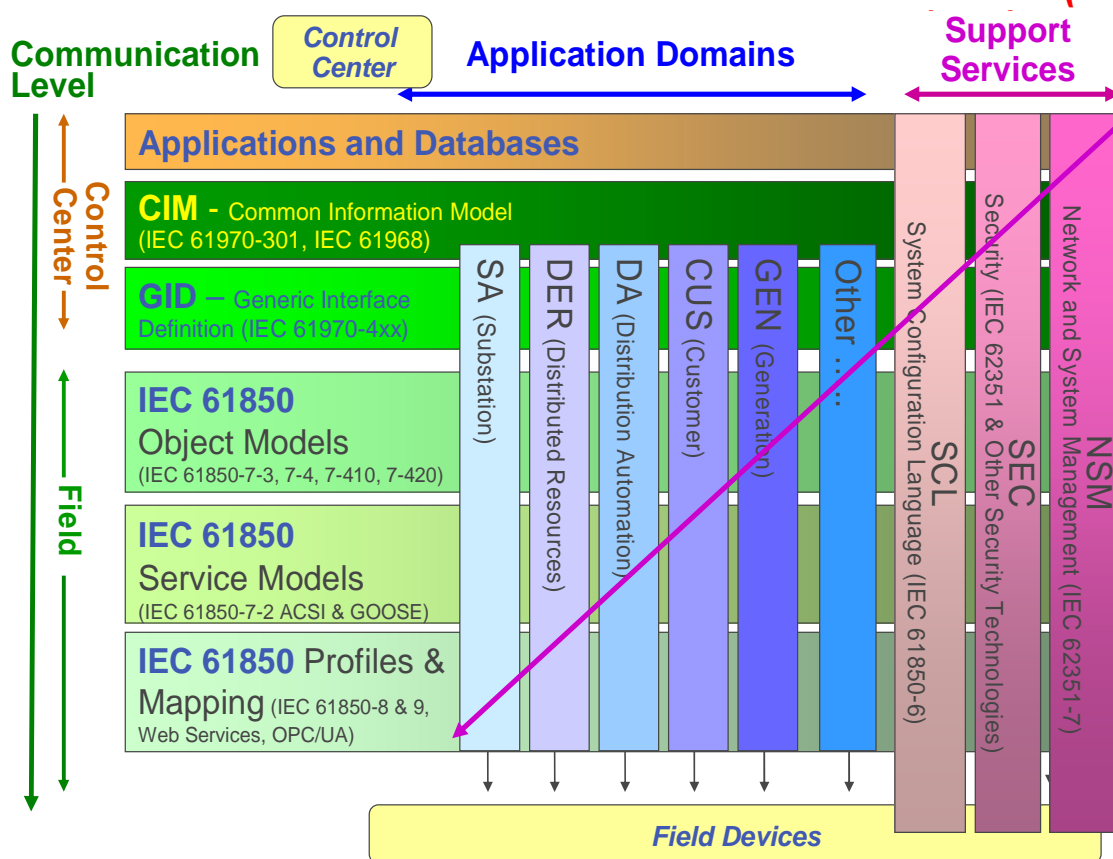 Communication
Level
Control
Center
Application Domains
Support
Services
Control
Center
Field
Applications and Databases
CIM - Common Information Model
(IEC 61970-301, IEC 61968)
GID – Generic Interface
Definition (IEC 61970-4xx)
IEC 61850
Object Models
(IEC 61850-7-3, 7-4, 7-410, 7-420)
IEC 61850
Service Models
(IEC 61850-7-2 ACSI & GOOSE)
IEC 61850 Profiles &
Mapping (IEC 61850-8 & 9,
Web Services, OPC/UA)
SA (Substation)
DER (Distributed Resources)
DA (Distribution Automation)
CUS (Customer)
GEN (Generation)
Other …..
SCL
System Configuration Language (IEC 61850-6)
SEC
Security (IEC 62351 & Other Security Technologies)
NSM
Network and System Management (IEC 62351-7)
Field Devices